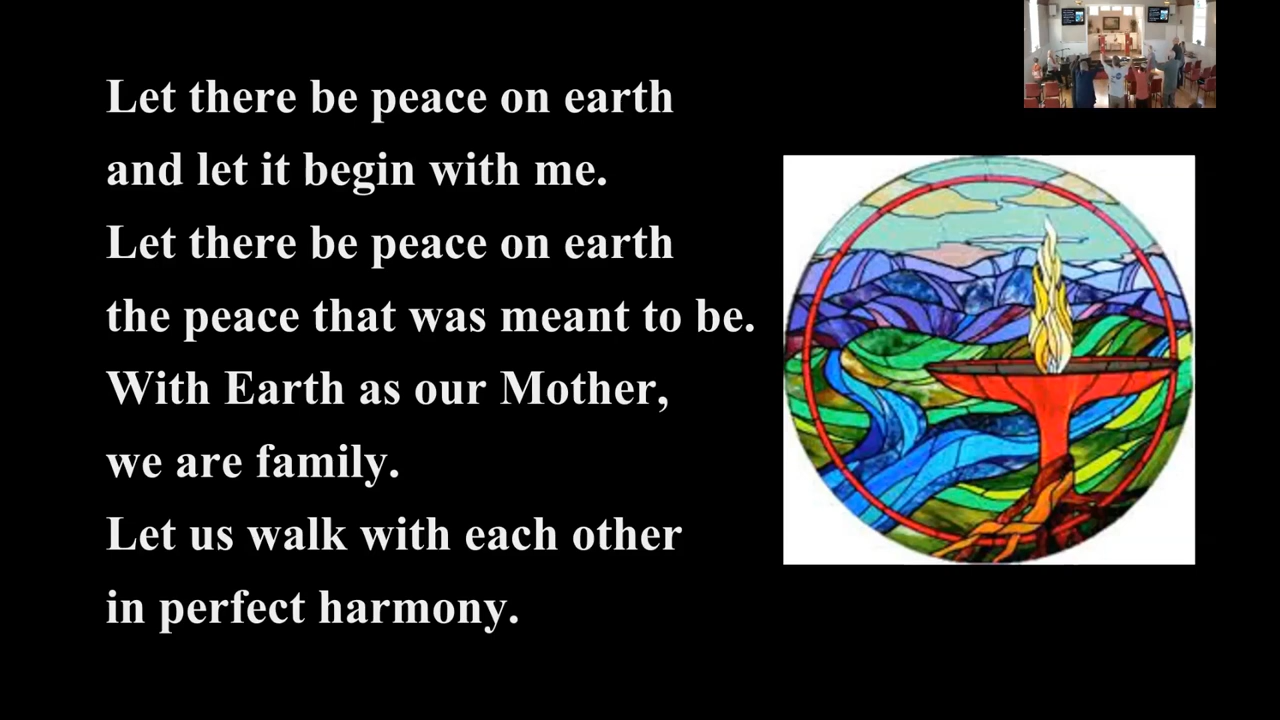 Let there be peace on earth
and let it begin with me.
Let there be peace on earth
the peace that was meant to be.
With Earth as our Mother,
we are family.
Let us walk with each other
in perfect harmony.